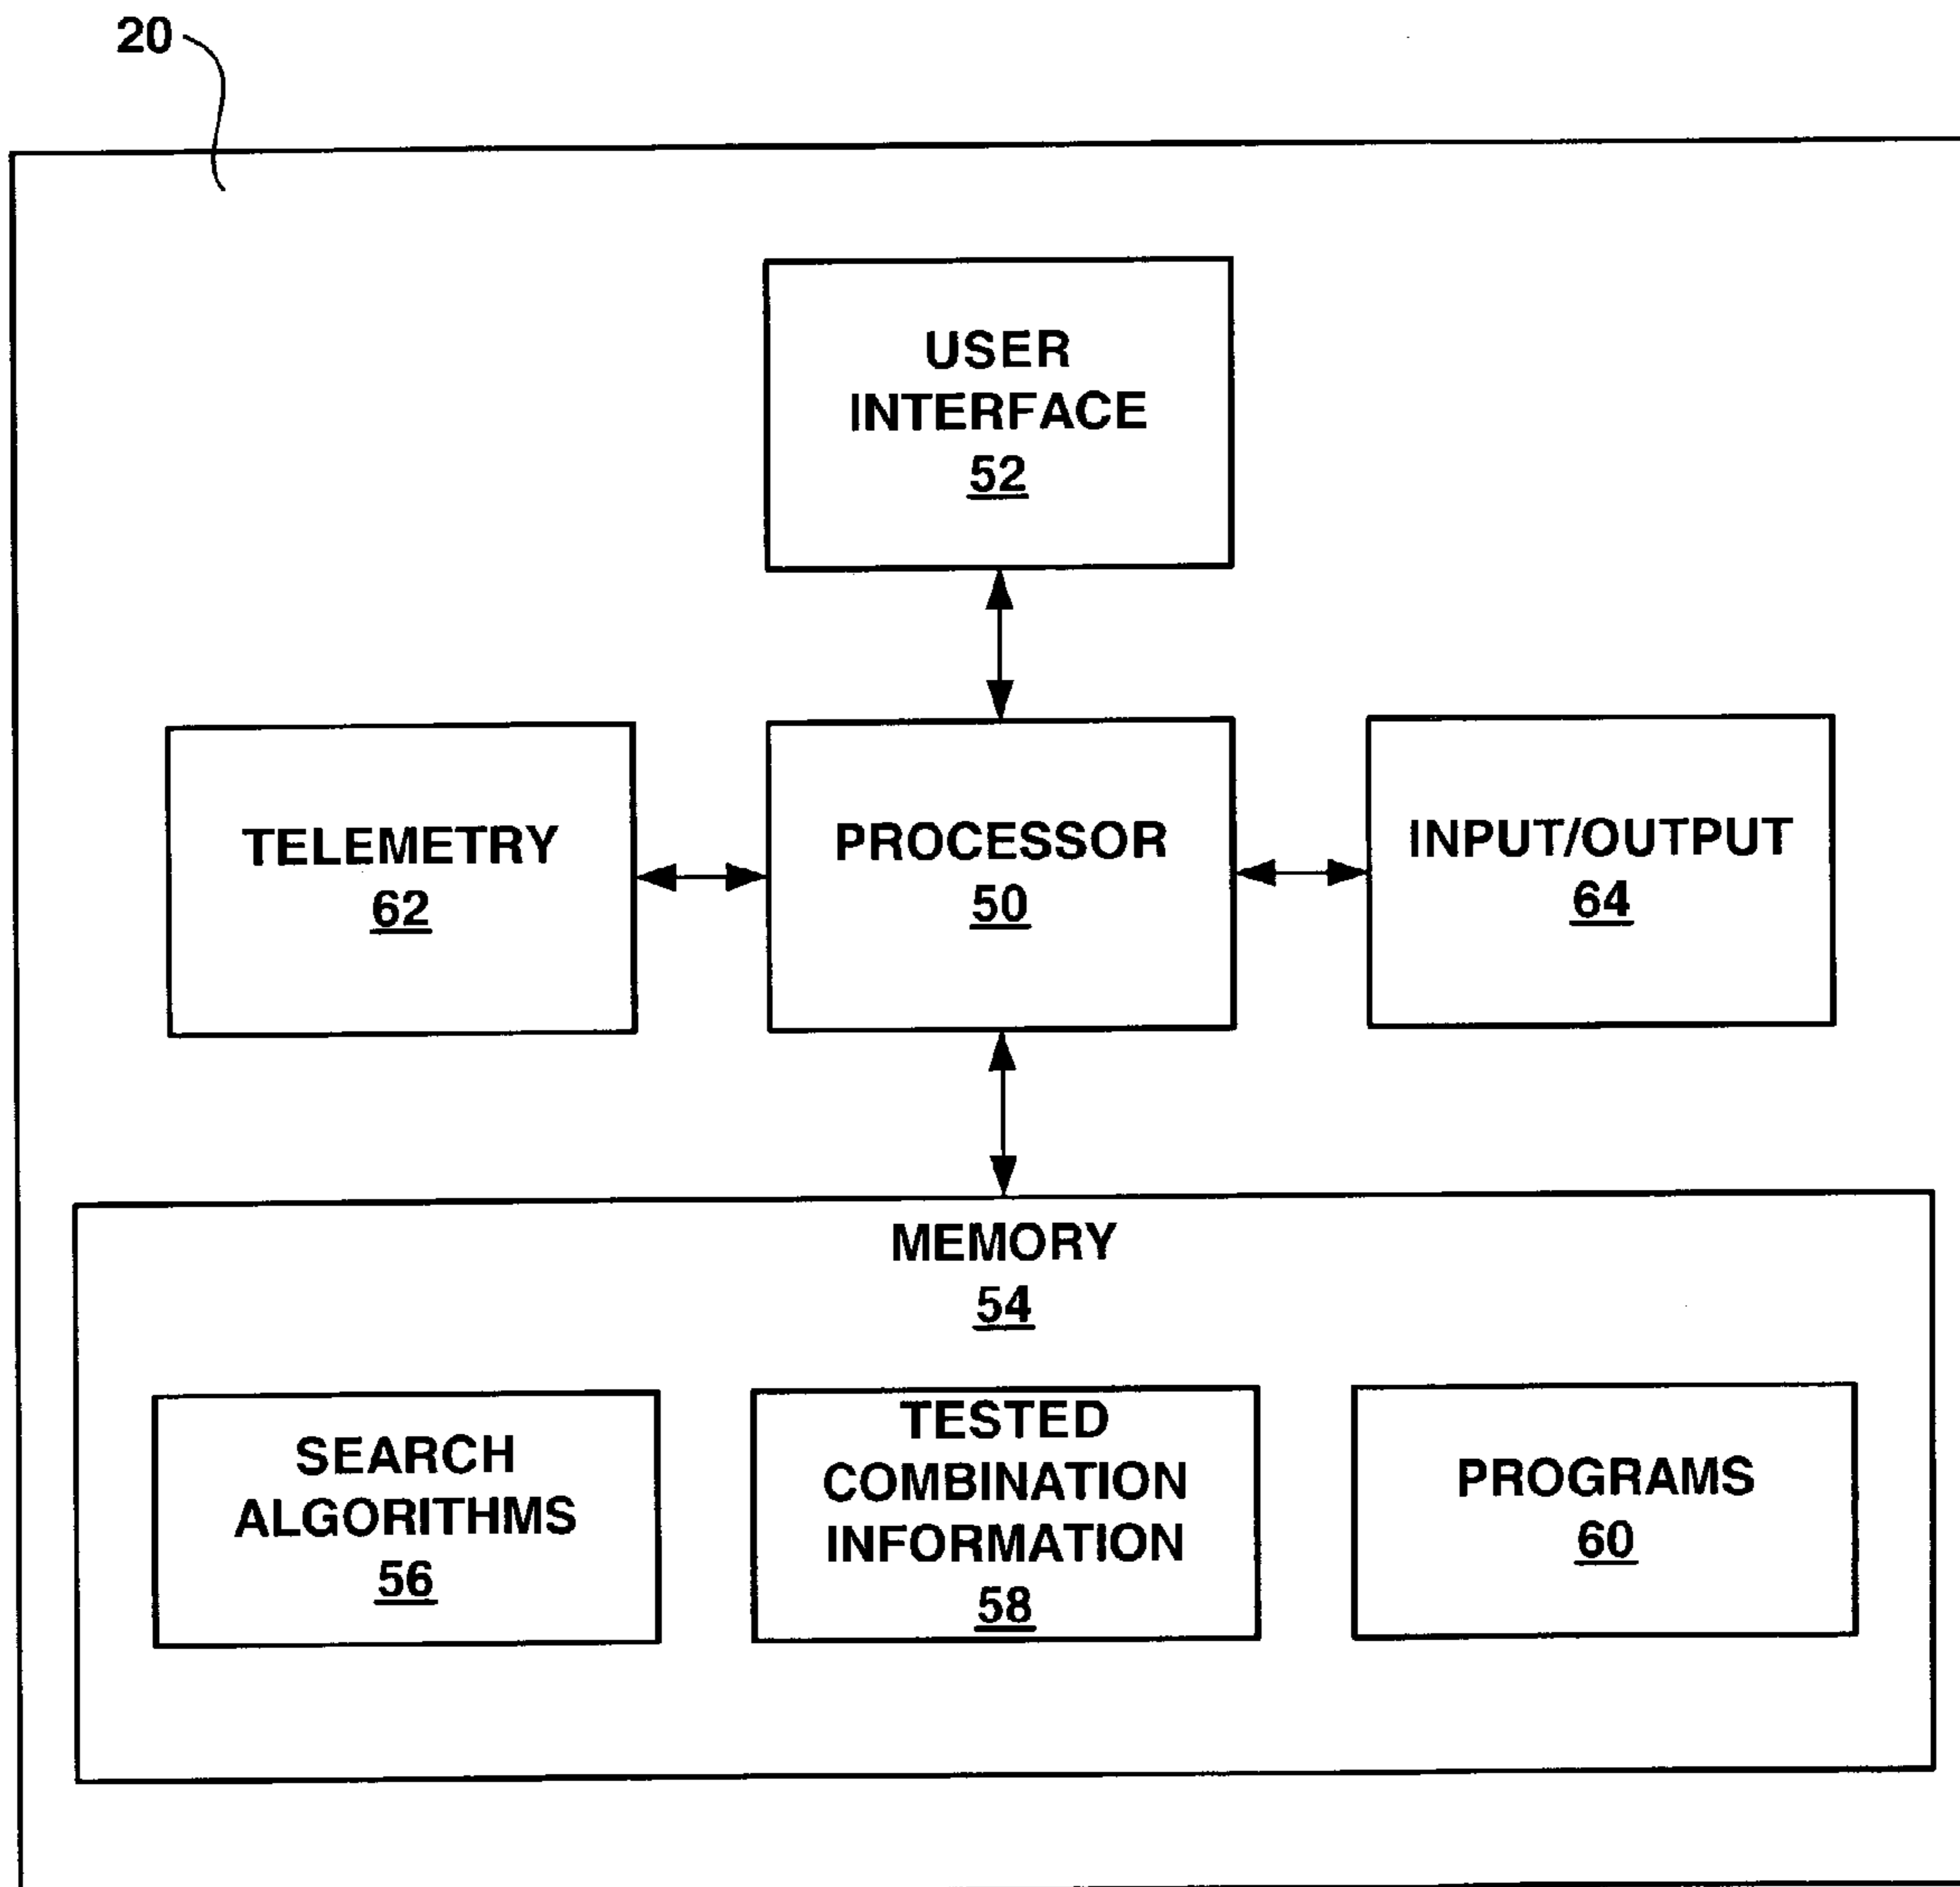 20
USER
INTERFACE
52
TELEMETRY
62
PROCESSOR
50
INPUT/OUTPUT
64
MEMORY
54
SEARCH
ALGORITHMS
56
TESTED
COMBINATION
INFORMATION
58
PROGRAMS
60